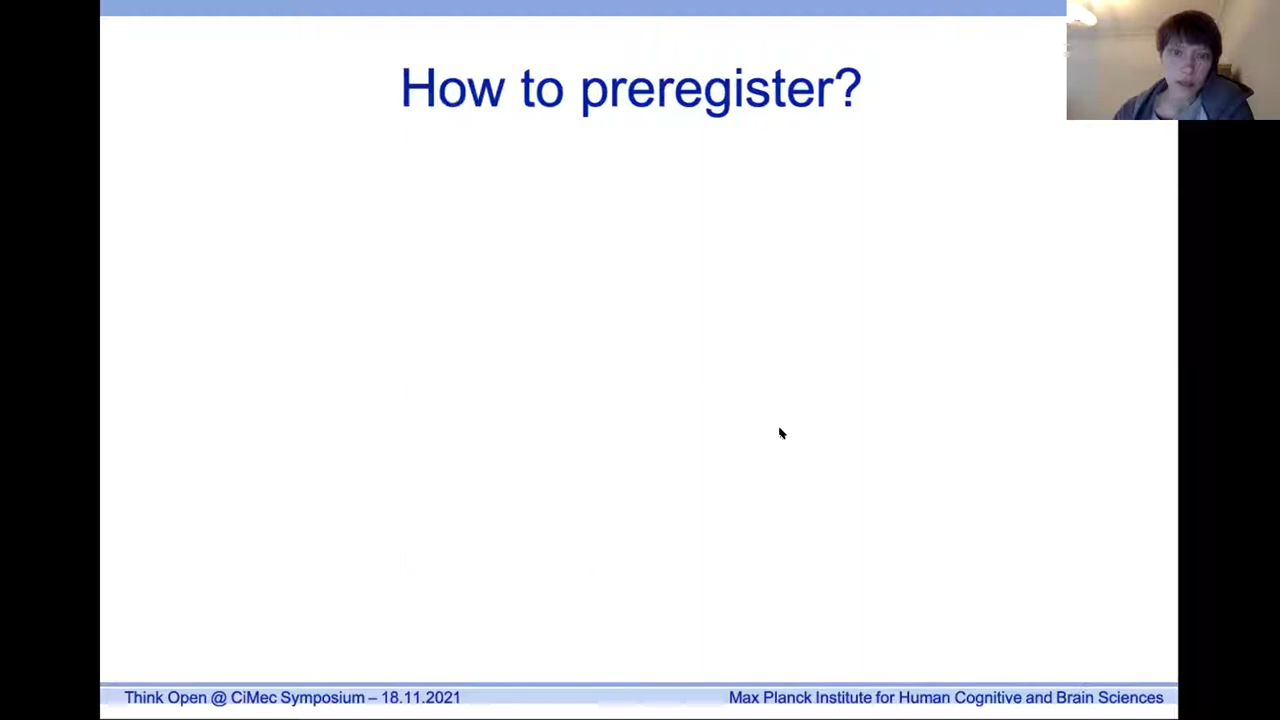 How to preregister?
Think Open @ CiMec Symposium – 18.11.2021
Max Planck Institute for Human Cognitive and Brain Sciences